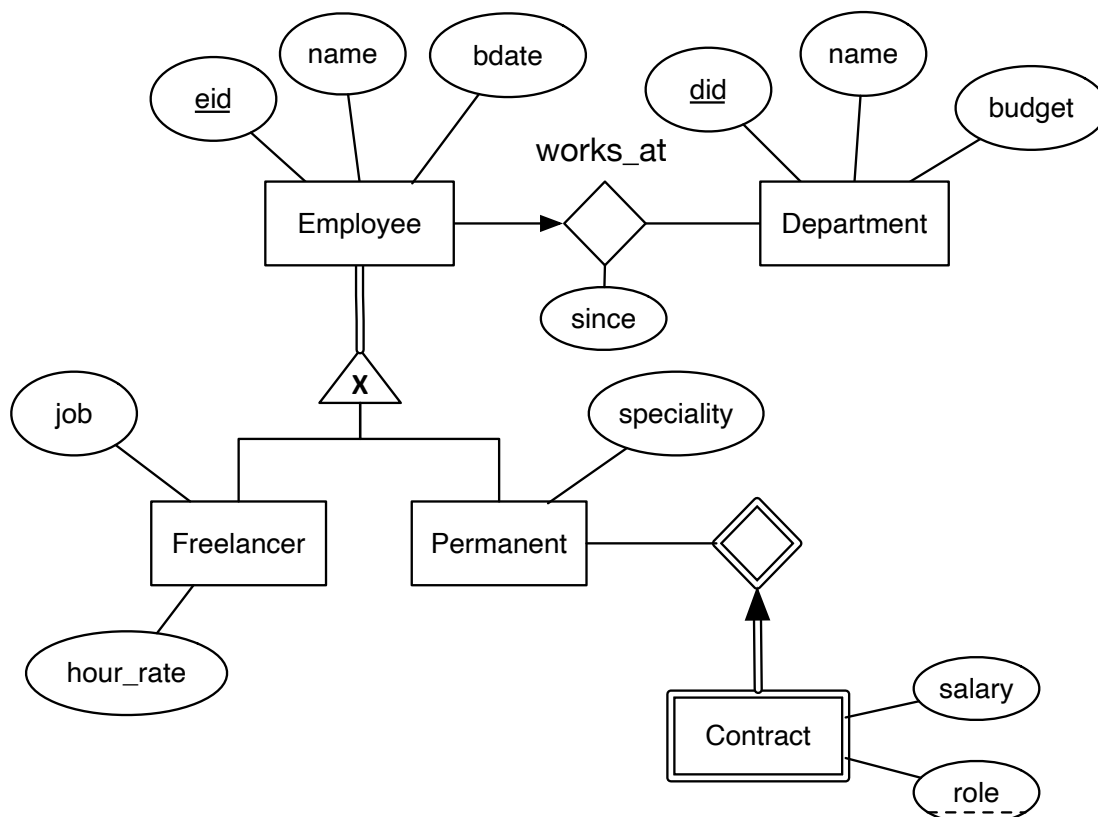 name
bdate
eid
name
did
budget
works_at
Employee
Department
since
X
job
speciality
Freelancer
Permanent
hour_rate
salary
Contract
role